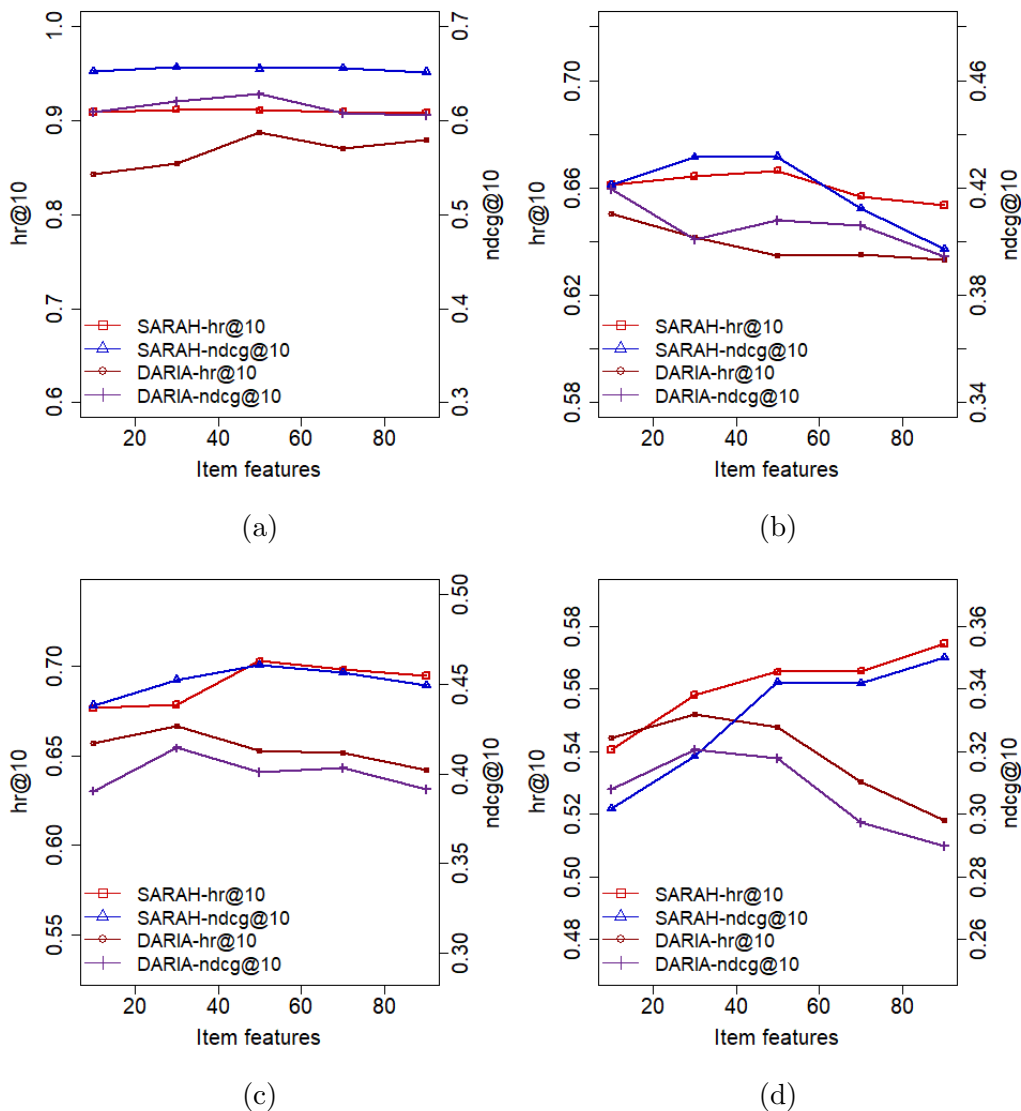 1.0
0.9
0.8
0.7
0.6
hr@10
0.7
0.6
0.5
0.4
0.3
ndcg@10
SARAH-hr@10
SARAH-ndcg@10
DARIA-hr@10
DARIA-ndcg@10
20 40 60 80
Item features
(a)
0.70
0.66
0.62
0.58
hr@10
0.46
0.42
0.38
0.34
ndcg@10
SARAH-hr@10
SARAH-ndcg@10
DARIA-hr@10
DARIA-ndcg@10
20 40 60 80
Item features
(b)
0.70
0.65
0.60
0.55
hr@10
0.50
0.45
0.40
0.35
0.30
ndcg@10
SARAH-hr@10
SARAH-ndcg@10
DARIA-hr@10
DARIA-ndcg@10
20 40 60 80
Item features
(c)
0.58
0.56
0.54
0.52
0.50
0.48
hr@10
0.36
0.34
0.32
0.30
0.28
0.26
ndcg@10
SARAH-hr@10
SARAH-ndcg@10
DARIA-hr@10
DARIA-ndcg@10
20 40 60 80
Item features
(d)